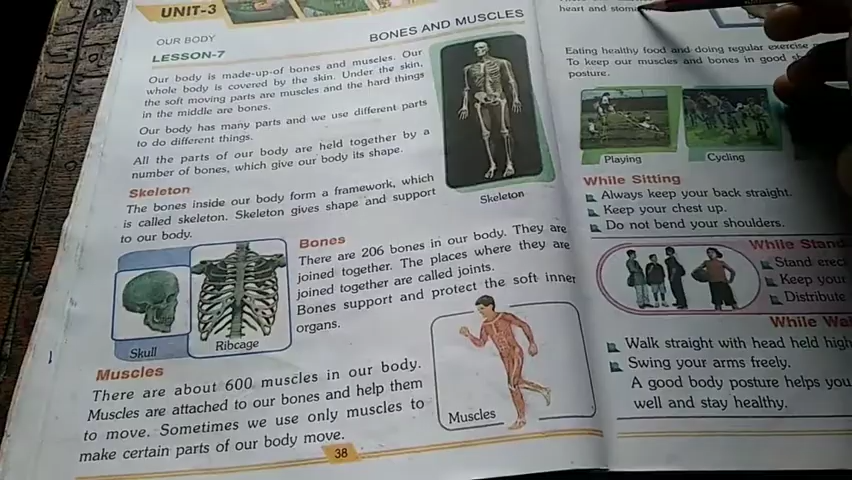 UNIT-3
OUR BODY
BONES AND MUSCLES
LESSON-7
Our body is made-up-of bones and muscles. Our
whole body is covered by the skin. Under the skin,
the soft moving parts are muscles and the hard things
in the middle are bones.
Our body has many parts and we use different parts
to do different things.
All the parts of our body are held together by a
number of bones, which give our body its shape.
Skeleton
Skeleton
The bones inside our body form a framework, which
is called skeleton. Skeleton gives shape and support
to our body.
Bones
There are 206 bones in our body. They are
joined together. The places where they are
joined together are called joints.
Bones support and protect the soft inner
organs.
Skull
Ribcage
Muscles
There are about 600 muscles in our body.
Muscles are attached to our bones and help them
to move. Sometimes we use only muscles to
make certain parts of our body move.
Muscles
38
heart and
Eating healthy food and doing regular exercise
To keep our muscles and bones in good
posture.
Playing
Cycling
While Sitting
Always keep your back straight.
Keep your chest up.
Do not bend your shoulders.
While
Stand
Keep your
Distribute
While
Walk straight with head held high
Swing your arms freely.
A good body posture helps you
well and stay healthy.